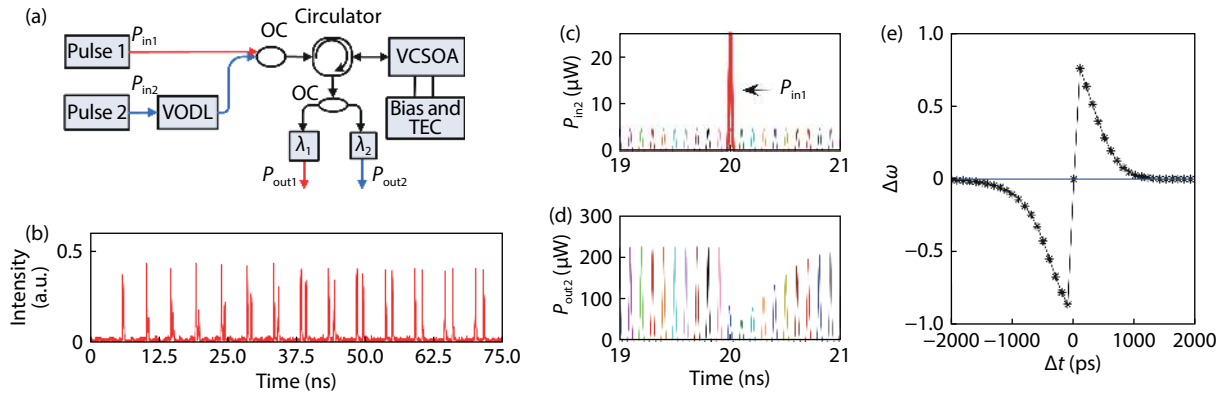 (a)
Circulator
Pulse 1
P_in1
OC
VCSOA
P_in2
Pulse 2
VODL
OC
Bias and
TEC
λ1
λ2
P_out1
P_out2
(b)
Intensity
(a.u.)
0.5
0
0
12.5
25.0
37.5
50.0
62.5
75.0
Time (ns)
(c)
P_in2 (μW)
20
10
0
P_in1
19
20
21
(d)
P_out2 (μW)
300
200
100
0
19
20
21
Time (ns)
(e)
Δω
1.0
0.5
0
−0.5
−1.0
−2000
−1000
0
1000
2000
Δt (ps)